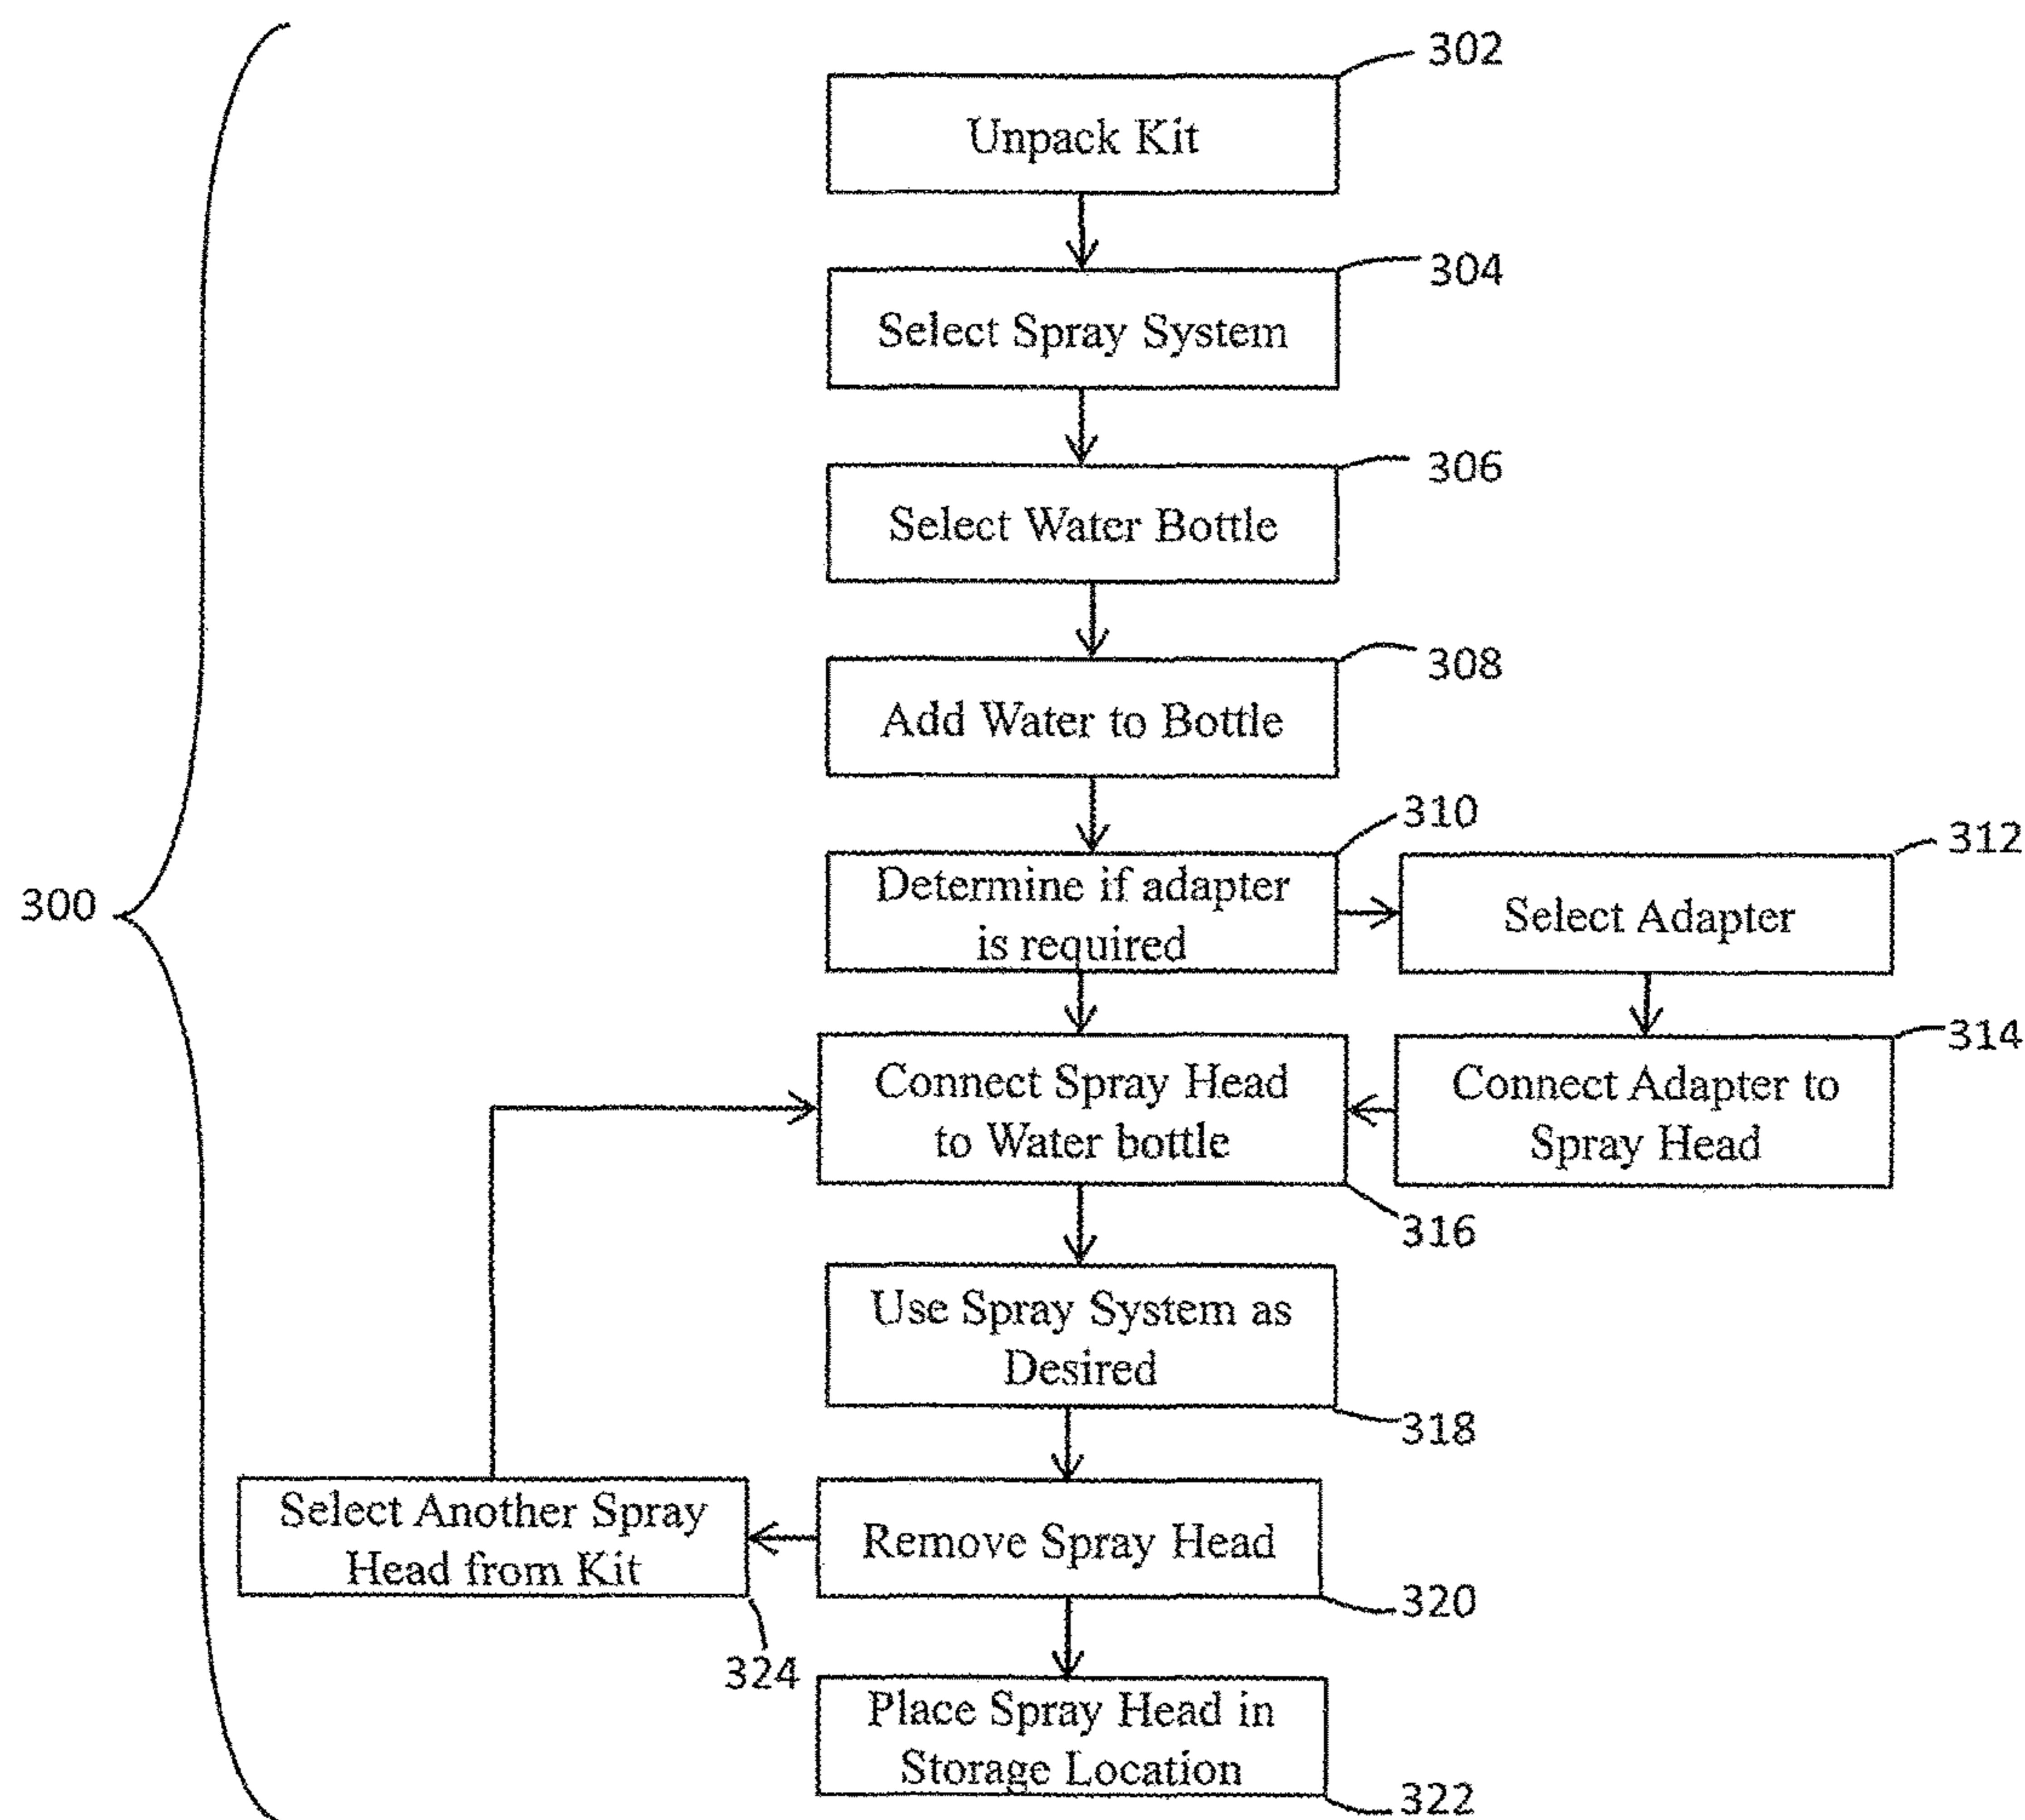 302
Unpack Kit
304
Select Spray System
306
Select Water Bottle
308
Add Water to Bottle
310
Determine if adapter
is required
312
Select Adapter
300
314
Connect Adapter to
Spray Head
Connect Spray Head
to Water bottle
316
Use Spray System as
Desired
318
Select Another Spray
Head from Kit
324
Remove Spray Head
320
Place Spray Head in
Storage Location
322